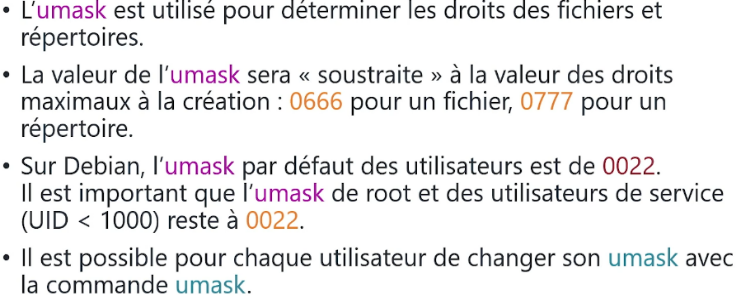 • L'umask est utilisé pour déterminer les droits des fichiers et
répertoires.
• La valeur de l'umask sera « soustraite » à la valeur des droits
maximaux à la création : 0666 pour un fichier, 0777 pour un
répertoire.
• Sur Debian, l'umask par défaut des utilisateurs est de 0022.
Il est important que l'umask de root et des utilisateurs de service
(UID < 1000) reste à 0022.
• Il est possible pour chaque utilisateur de changer son umask avec
la commande umask.